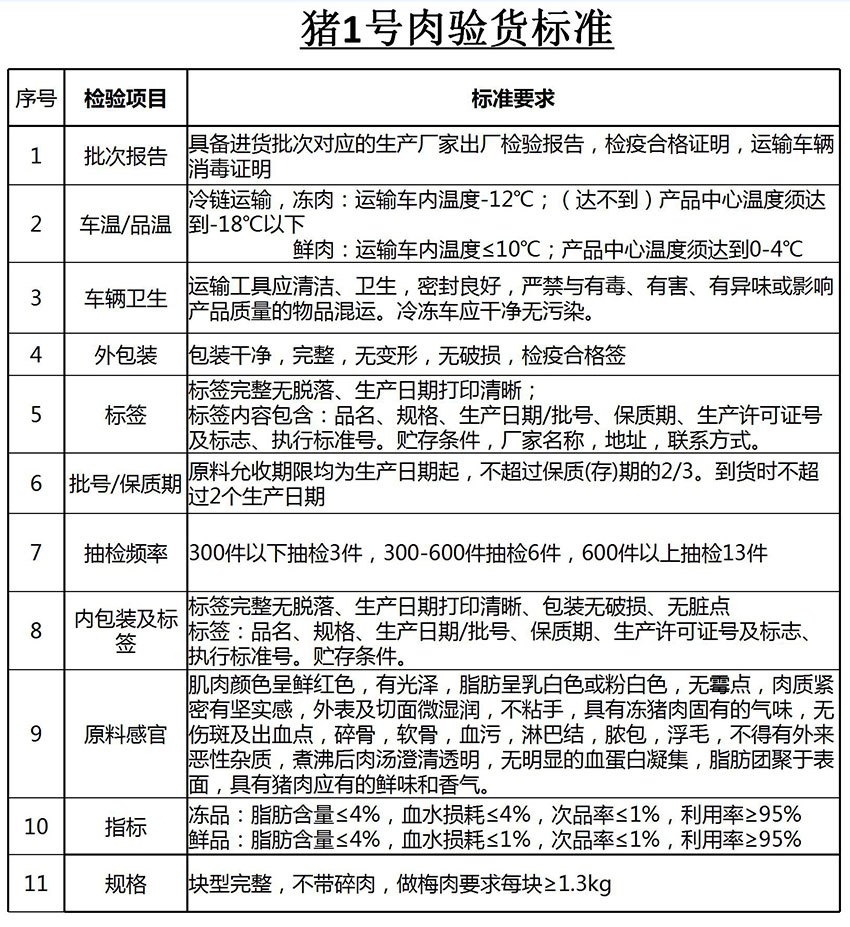 猪1号肉验货标准
序号 检验项目 标准要求
1 批次报告 具备进货批次对应的生产厂家出厂检验报告，检疫合格证明，运输车辆
消毒证明
2 车温/品温 冷链运输，冻肉：运输车内温度-12℃；（达不到）产品中心温度须达
到-18℃以下
鲜肉：运输车内温度≤10℃；产品中心温度须达到0-4℃
3 车辆卫生 运输工具应清洁、卫生，密封良好，严禁与有毒、有害、有异味或影响
产品质量的物品混运。冷冻车应干净无污染。
4 外包装 包装干净，完整，无变形，无破损，检疫合格签
5 标签 标签完整无脱落、生产日期打印清晰；
标签内容包含：品名、规格、生产日期/批号、保质期、生产许可证号
及标志、执行标准号。贮存条件，厂家名称，地址，联系方式。
6 批号/保质期 原料允收期限均为生产日期起，不超过保质(存)期的2/3。到货时不超
过2个生产日期
7 抽检频率 300件以下抽检3件，300-600件抽检6件，600件以上抽检13件
8 内包装及标
签 标签完整无脱落、生产日期打印清晰、包装无破损、无脏点
标签：品名、规格、生产日期/批号、保质期、生产许可证号及标志、
执行标准号。贮存条件。
9 原料感官 肌肉颜色呈鲜红色，有光泽，脂肪呈乳白色或粉白色，无霉点，肉质紧
密有坚实感，外表及切面微湿润，不粘手，具有冻猪肉固有的气味，无
伤斑及出血点，碎骨，软骨，血污，淋巴结，脓包，浮毛，不得有外来
恶性杂质，煮沸后肉汤澄清透明，无明显的血蛋白凝集，脂肪团聚于表
面，具有猪肉应有的鲜味和香气。
10 指标 冻品：脂肪含量≤4%，血水损耗≤4%，次品率≤1%，利用率≥95%
鲜品：脂肪含量≤4%，血水损耗≤1%，次品率≤1%，利用率≥95%
11 规格 块型完整，不带碎肉，做梅肉要求每块≥1.3kg